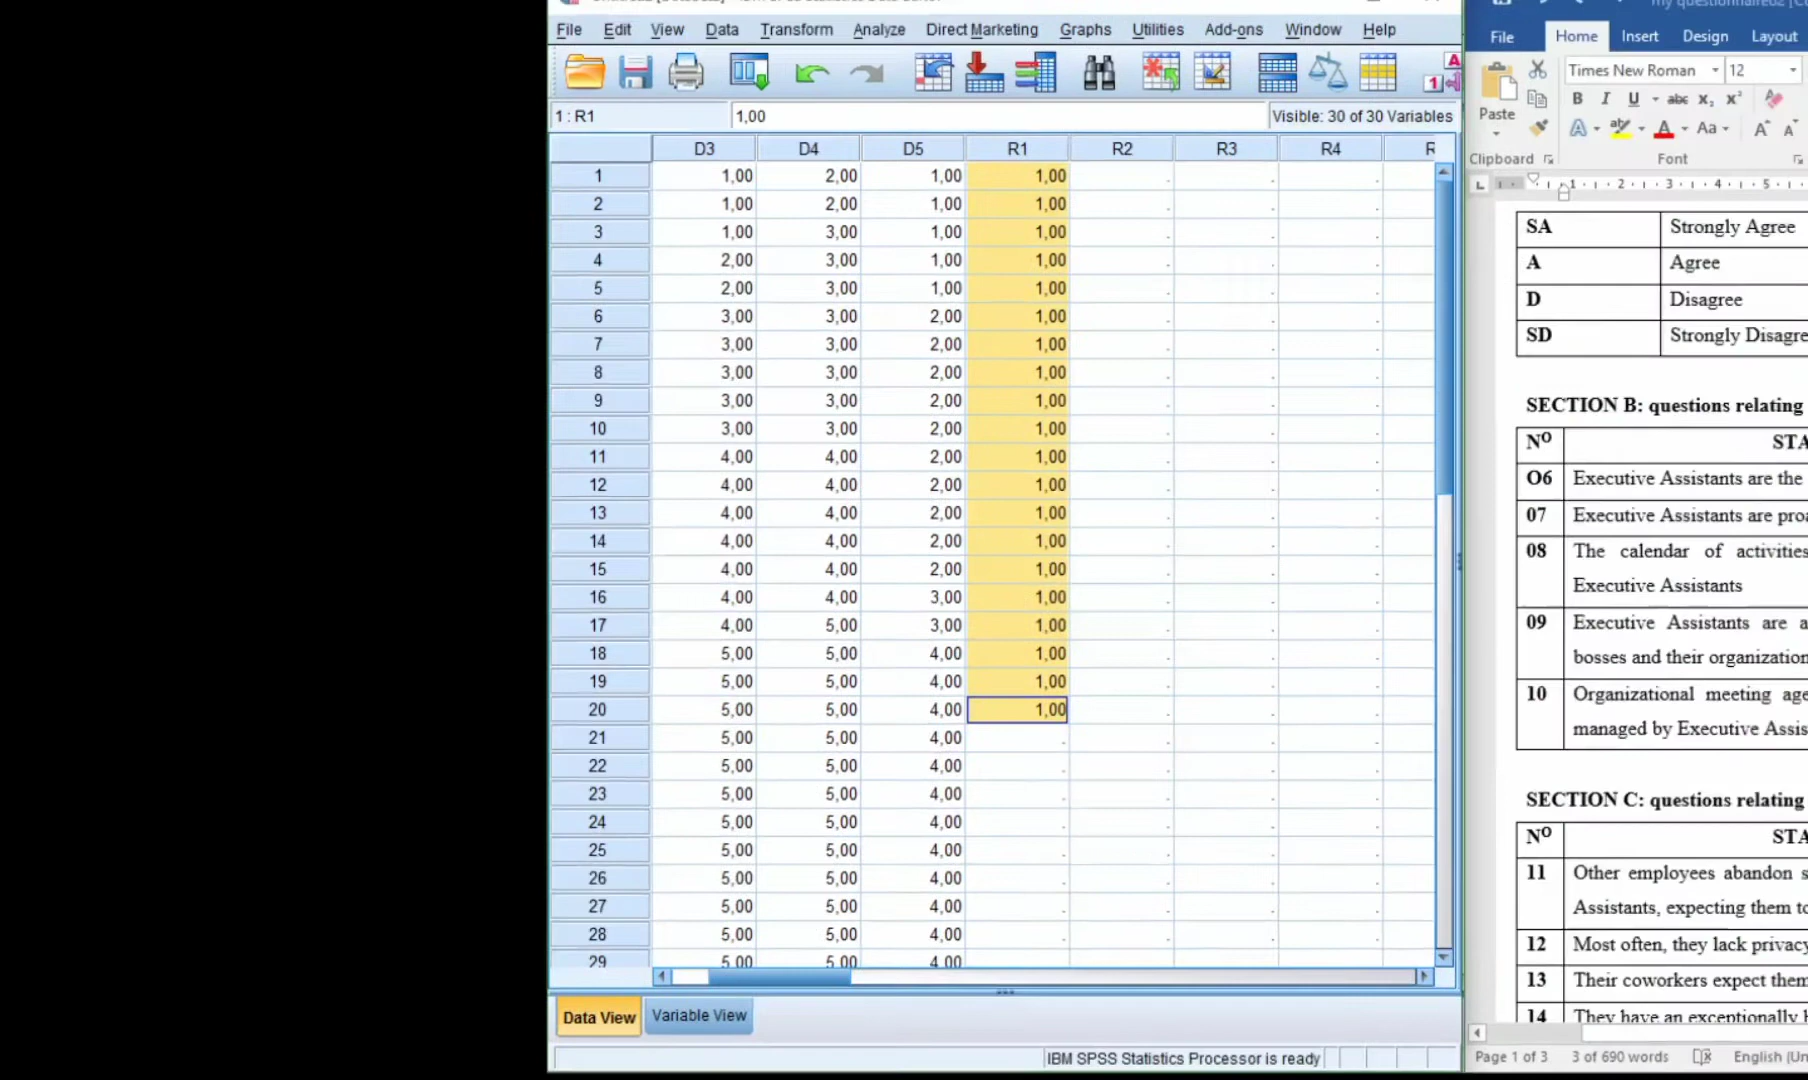 File Edit View Data Transform Analyze Direct Marketing Graphs Utilities Add-ons Window Help
1 : R1 1,00 Visible: 30 of 30 Variables
D3 D4 D5 R1 R2 R3 R4 R
1 1,00 2,00 1,00 1,00 . . .
2 1,00 2,00 1,00 1,00 . . .
3 1,00 3,00 1,00 1,00 . . .
4 2,00 3,00 1,00 1,00 . . .
5 2,00 3,00 1,00 1,00 . . .
6 3,00 3,00 2,00 1,00 . . .
7 3,00 3,00 2,00 1,00 . . .
8 3,00 3,00 2,00 1,00 . . .
9 3,00 3,00 2,00 1,00 . . .
10 3,00 3,00 2,00 1,00 . . .
11 4,00 4,00 2,00 1,00 . . .
12 4,00 4,00 2,00 1,00 . . .
13 4,00 4,00 2,00 1,00 . . .
14 4,00 4,00 2,00 1,00 . . .
15 4,00 4,00 2,00 1,00 . . .
16 4,00 4,00 3,00 1,00 . . .
17 4,00 5,00 3,00 1,00 . . .
18 5,00 5,00 4,00 1,00 . . .
19 5,00 5,00 4,00 1,00 . . .
20 5,00 5,00 4,00 1,00 . . .
21 5,00 5,00 4,00 . . . .
22 5,00 5,00 4,00 . . . .
23 5,00 5,00 4,00 . . . .
24 5,00 5,00 4,00 . . . .
25 5,00 5,00 4,00 . . . .
26 5,00 5,00 4,00 . . . .
27 5,00 5,00 4,00 . . . .
28 5,00 5,00 4,00 . . . .
29 5,00 5,00 4,00
Data View Variable View
IBM SPSS Statistics Processor is ready
File Home Insert Design Layout
Times New Roman 12
Paste B I U abc x₂ x² Aa
Clipboard Font
1 2 3 4 5
SA Strongly Agree
A Agree
D Disagree
SD Strongly Disagre
SECTION B: questions relating
Nº STA
O6 Executive Assistants are the
07 Executive Assistants are proa
08 The calendar of activities
Executive Assistants
09 Executive Assistants are a
bosses and their organization
10 Organizational meeting age
managed by Executive Assis
SECTION C: questions relating
Nº STA
11 Other employees abandon s
Assistants, expecting them to
12 Most often, they lack privacy
13 Their coworkers expect them
14 They have an exceptionally h
Page 1 of 3 3 of 690 words English (Un